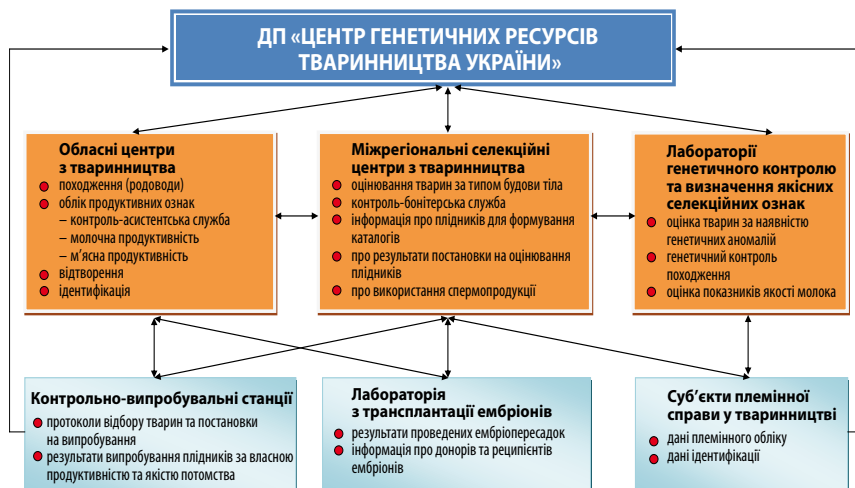 ДП «ЦЕНТР ГЕНЕТИЧНИХ РЕСУРСІВ
ТВАРИННИЦТВА УКРАЇНИ»
Обласні центри
з тваринництва
походження (родоводи)
облік продуктивних ознак
– контроль-асистентська служба
– молочна продуктивність
– м’ясна продуктивність
відтворення
ідентифікація
Міжрегіональні селекційні
центри з тваринництва
оцінювання тварин за типом будови тіла
контроль-бонітерська служба
інформація про плідників для формування
каталогів
про результати постановки на оцінювання
плідників
про використання спермопродукції
Лабораторії
генетичного контролю
та визначення якісних
селекційних ознак
оцінка тварин за наявністю
генетичних аномалій
генетичний контроль
походження
оцінка показників якості молока
Контрольно-випробувальні станції
протоколи відбору тварин та постановки
на випробування
результати випробування плідників за власною
продуктивністю та якістю потомства
Лабораторія
з трансплантації ембріонів
результати проведених ембріопересадок
інформація про донорів та реципієнтів
ембріонів
Суб’єкти племінної
справи у тваринництві
дані племінного обліку
дані ідентифікації